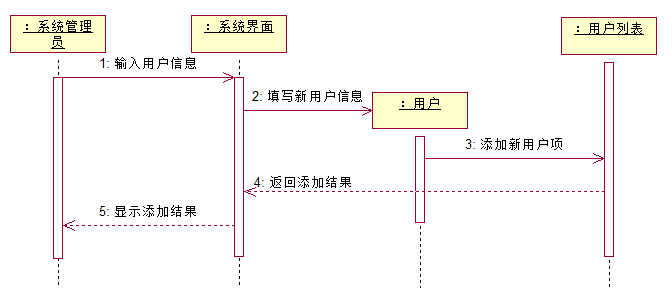 ：系统管理
员
：系统界面
：用户列表
1: 输入用户信息
2: 填写新用户信息
：用户
3: 添加新用户项
4: 返回添加结果
5: 显示添加结果